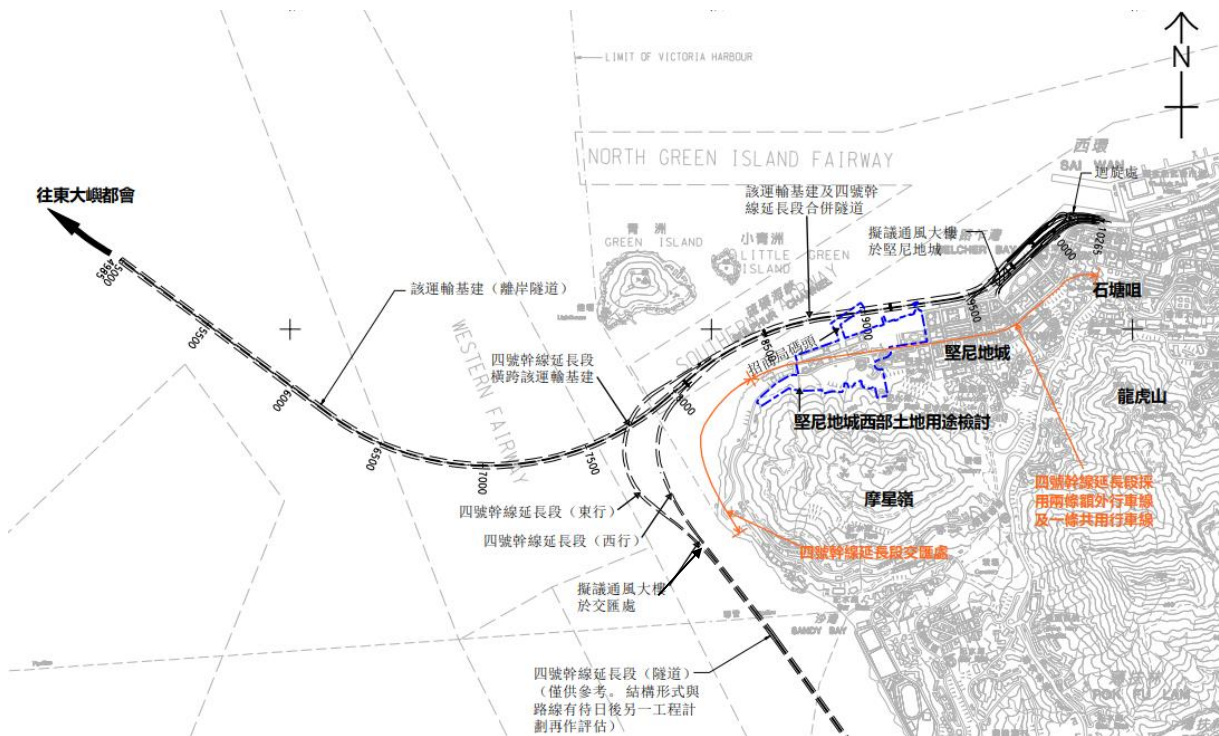 N
LIMIT OF VICTORIA HARBOUR
NORTH GREEN ISLAND FAIRWAY
西環
SAI WAN
迴旋處
往東大嶼都會
該運輸基建及四號幹
線延長段合併隧道
青洲
GREEN ISLAND
小青洲
LITTLE GREEN
ISLAND
擬議通風大樓
於堅尼地城
BELCHER BAY
10265
10000
9500
9000
8500
8000
7500
7000
6500
6000
5500
5000
4985
該運輸基建（離岸隧道）
Lighthouse
WESTERN FAIRWAY
石塘咀
招商局碼頭
堅尼地城
龍虎山
四號幹線延長段
橫跨該運輸基建
堅尼地城西部土地用途檢討
摩星嶺
四號幹線延長段採
用兩條額外行車線
及一條共用行車線
四號幹線延長段（東行）
四號幹線延長段（西行）
四號幹線延長段交匯處
擬議通風大樓
於交匯處
沙灣
SANDY BAY
四號幹線延長段（隧道）
（僅供參考。 結構形式與
路線有待日後另一工程計
劃再作評估）
POK FU LAM